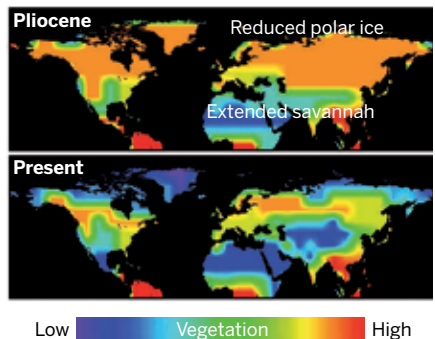 Pliocene
Reduced polar ice
Extended savannah
Present
Low Vegetation High